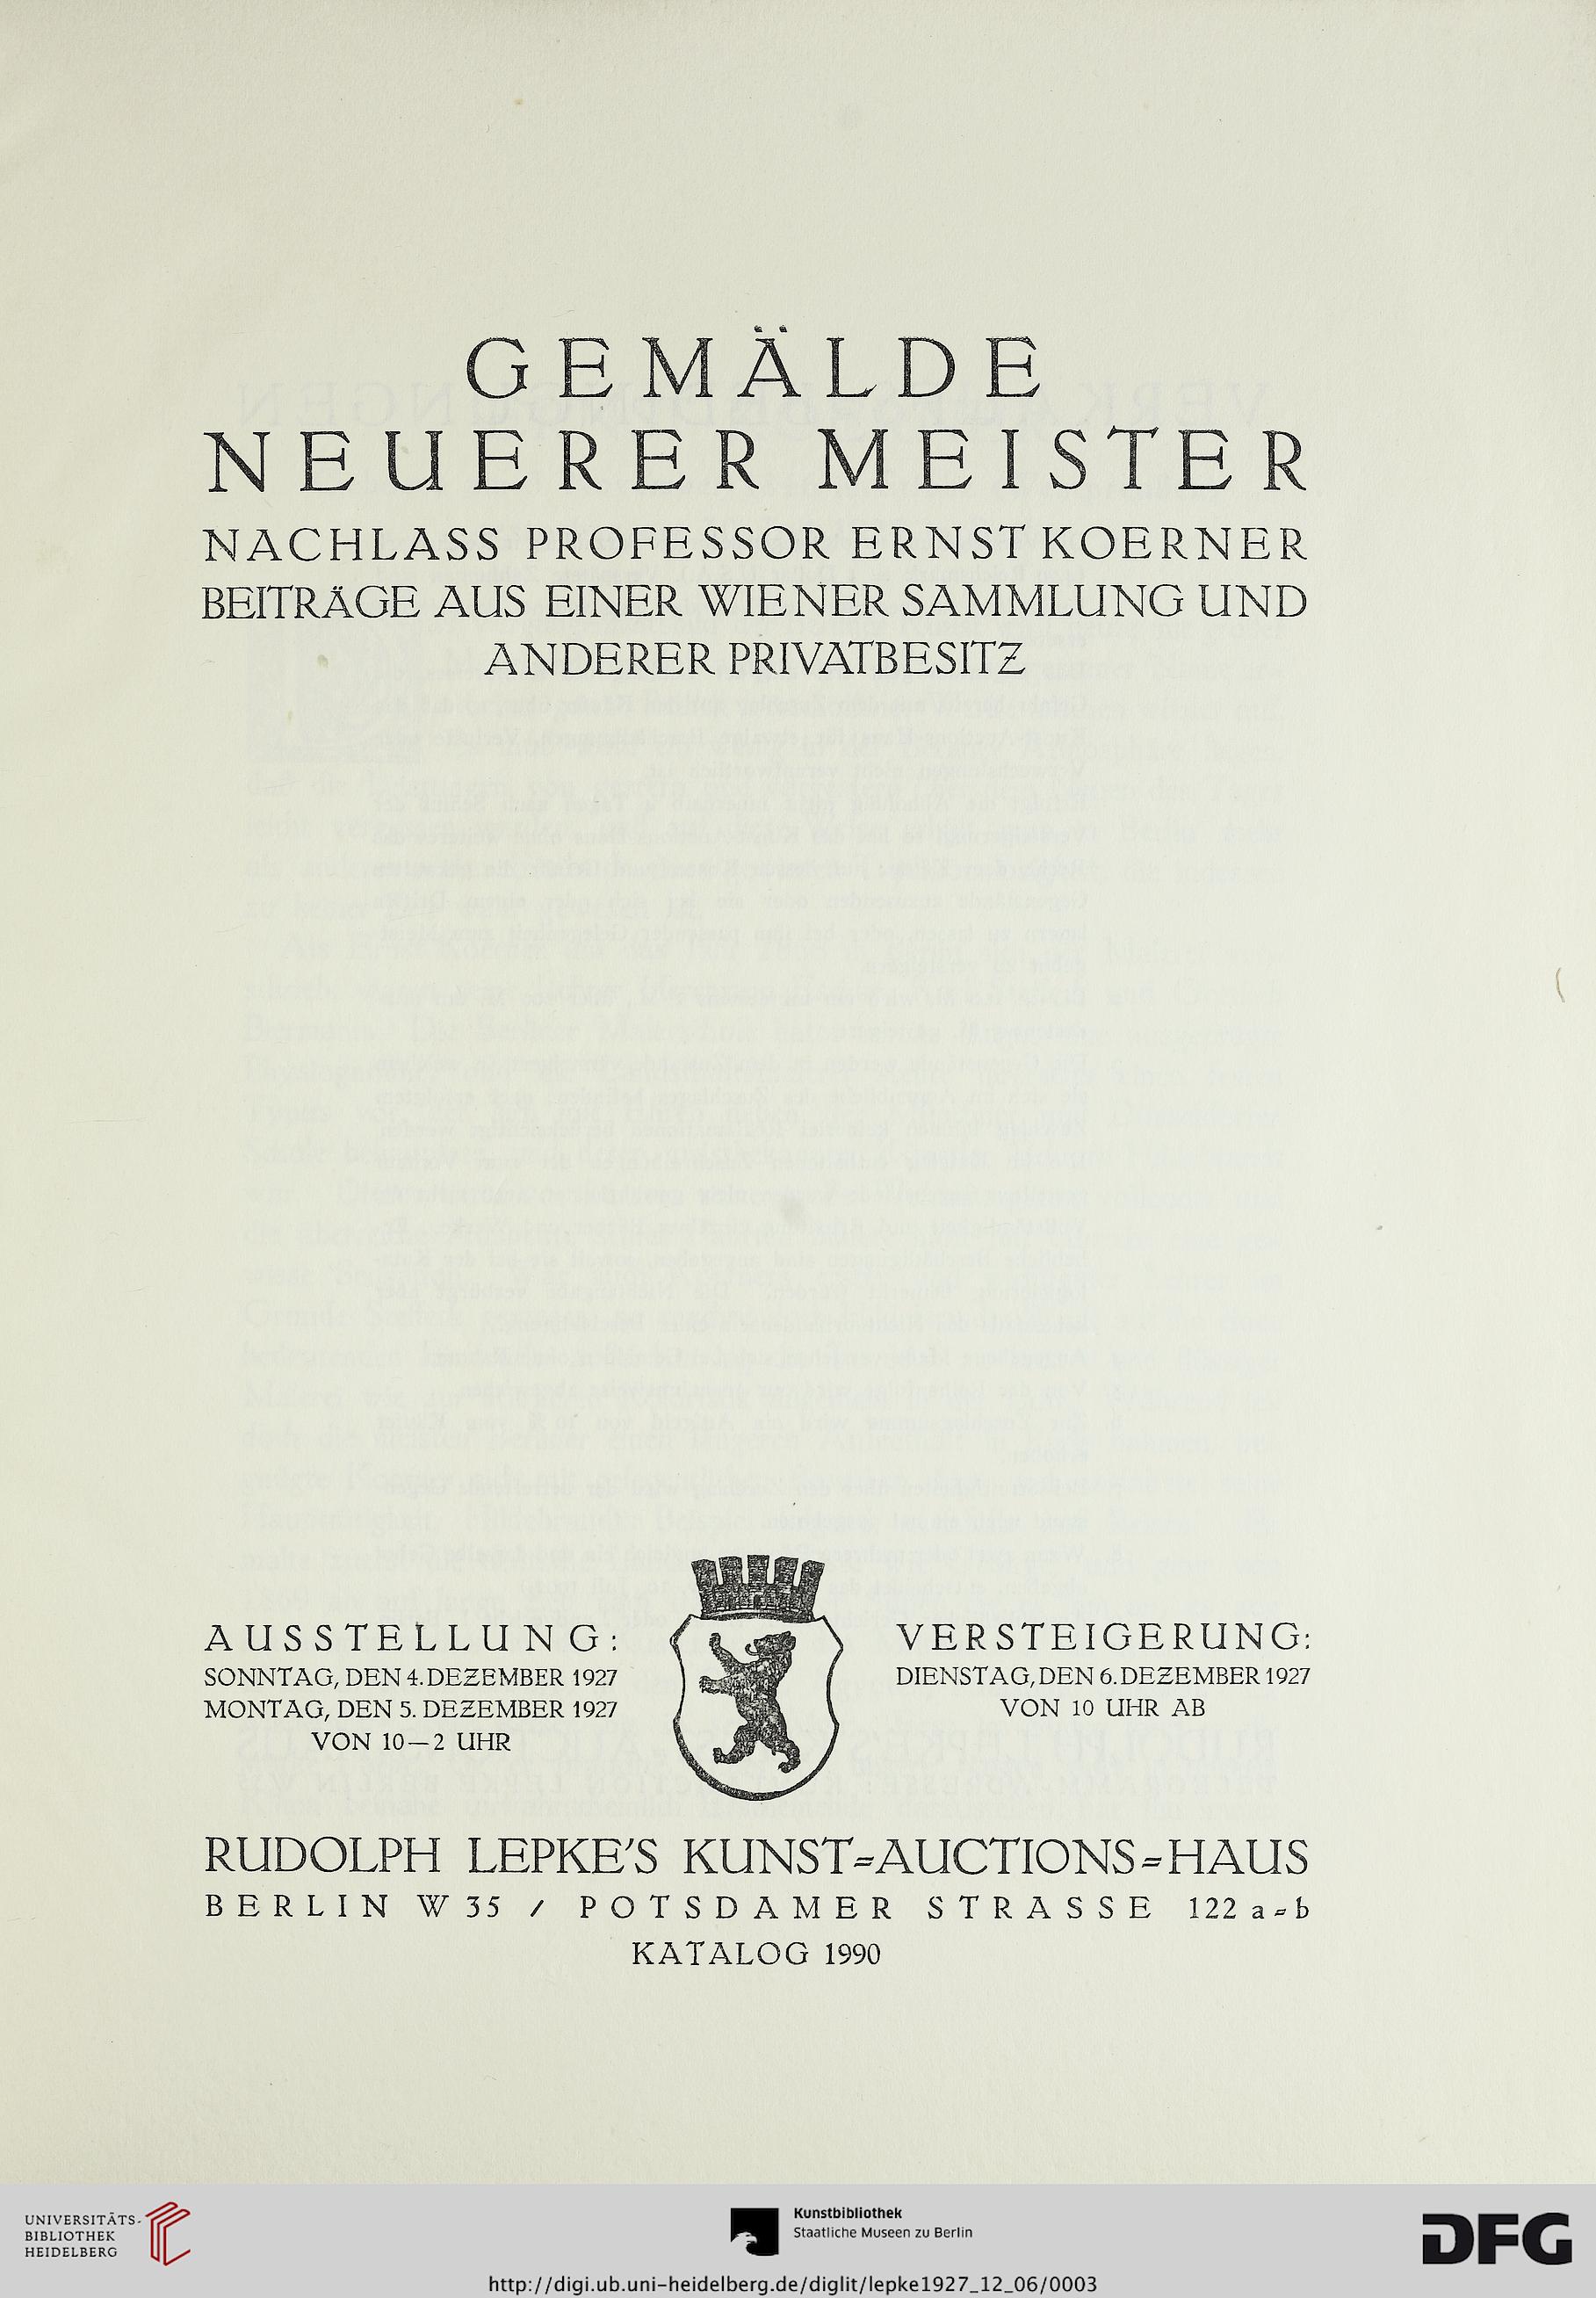 GEMÄLDE
NEUERER MEISTER
NACHLASS PROFESSOR ERNST KOERNER
BEITRÄGE AUS EINER WIENER SAMMLUNG UND
ANDERER PRIVATBESITZ
AUSSTELLUNG:
SONNTAG, DEN 4. DEZEMBER 1927
MONTAG, DEN 5. DEZEMBER 1927
VON 10—2 UHR
VERSTEIGERUNG:
DIENSTAG, DEN 6. DEZEMBER 1927
VON 10 UHR AB
RUDOLPH LEPKE'S KUNST=AUCTIONS=HAUS
BERLIN W 35 / POTSDAMER STRASSE 122 a=b
KATALOG 1990
UNIVERSITÄTS-
BIBLIOTHEK
HEIDELBERG
Kunstbibliothek
Staatliche Museen zu Berlin
DFG
http://digi.ub.uni-heidelberg.de/diglit/lepke1927_12_06/0003